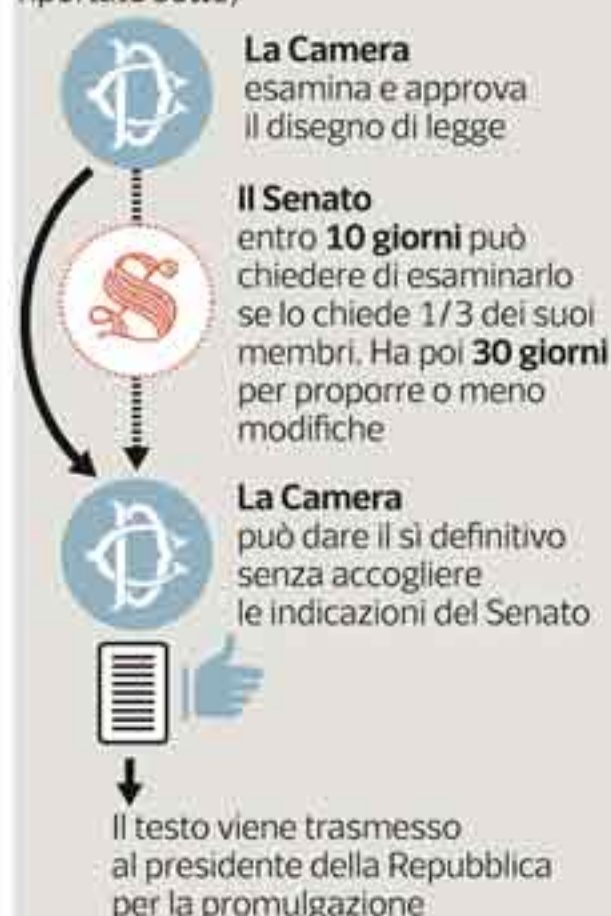 La Camera
esamina e approva
il disegno di legge
Il Senato
entro 10 giorni può
chiedere di esaminarlo
se lo chiede 1/3 dei suoi
membri. Ha poi 30 giorni
per proporre o meno
modifiche
La Camera
può dare il sì definitivo
senza accogliere
le indicazioni del Senato
Il testo viene trasmesso
al presidente della Repubblica
per la promulgazione